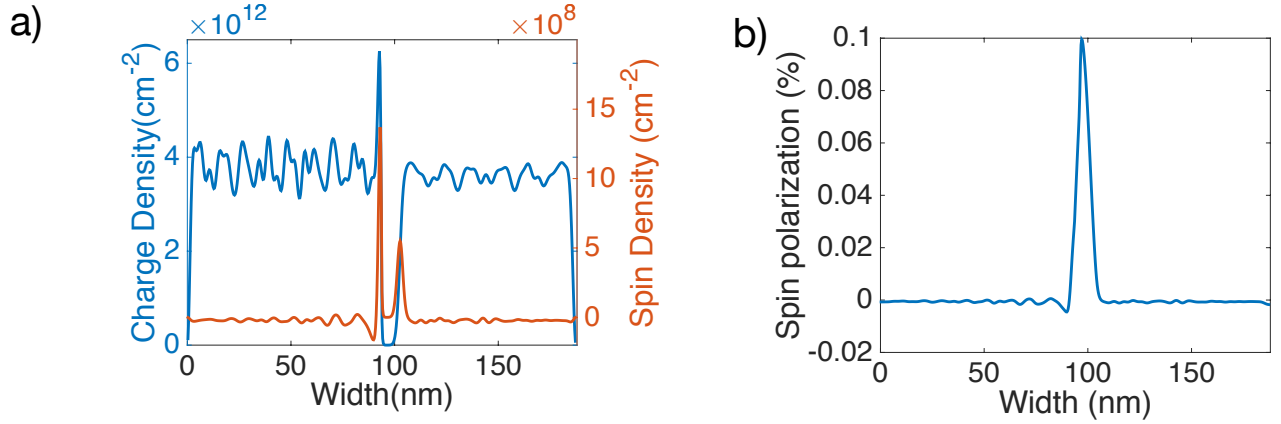 a)
×10¹²
×10⁸
Charge Density(cm⁻²)
6
4
2
0
Spin Density (cm⁻²)
15
10
5
0
0 50 100 150
Width(nm)
b)
Spin polarization (%)
0.1
0.08
0.06
0.04
0.02
0
-0.02
0 50 100 150
Width (nm)